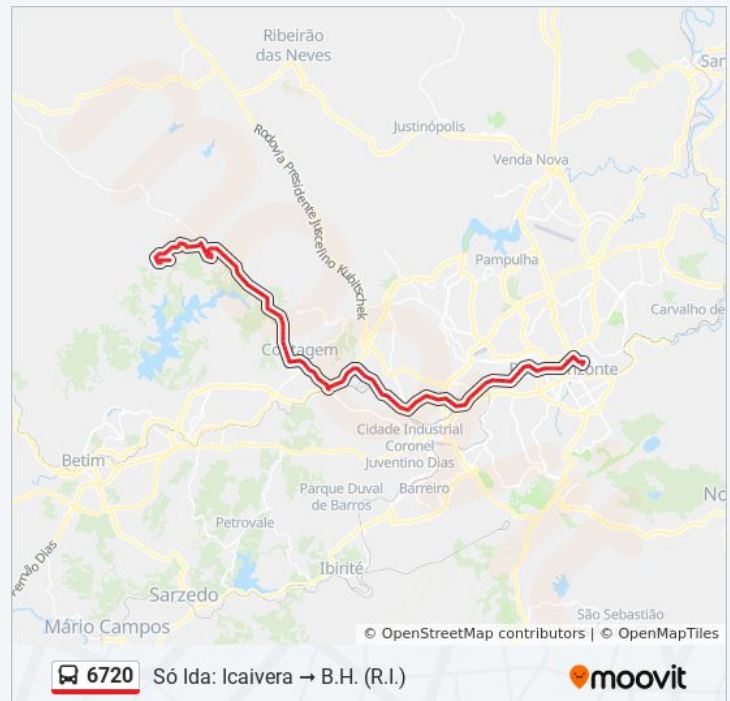 Ribeirão
das Neves
San
Justinópolis
Rodovia Presidente Juscelino Kubitschek
Venda Nova
Pampulha
Carvalho de
Contagem
Cidade Industrial
Coronel
Juventino Dias
Betim
Parque Duval
de Barros
Barreiro
No
Petrovale
Ibirité
Sarzedo
Mário Campos
São Sebastião
© OpenStreetMap contributors | © OpenMapTiles
6720 Só Ida: Icaivera → B.H. (R.I.)
moovit